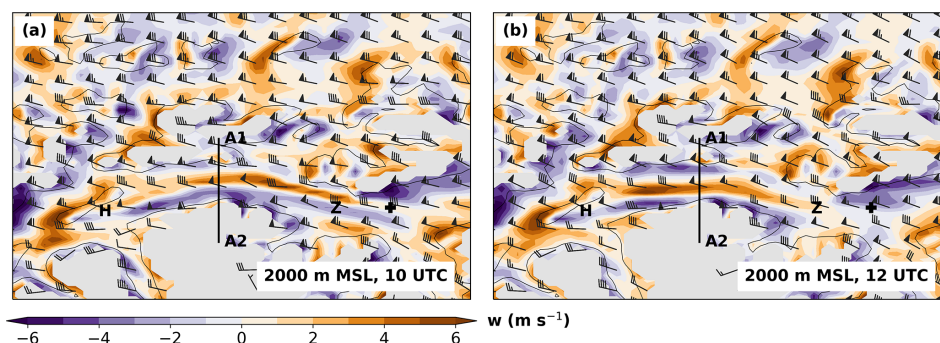 (a)
A1
H
Z
A2
2000 m MSL, 10 UTC
(b)
A1
H
Z
A2
2000 m MSL, 12 UTC
−6 −4 −2 0 2 4 6 w (m s⁻¹)